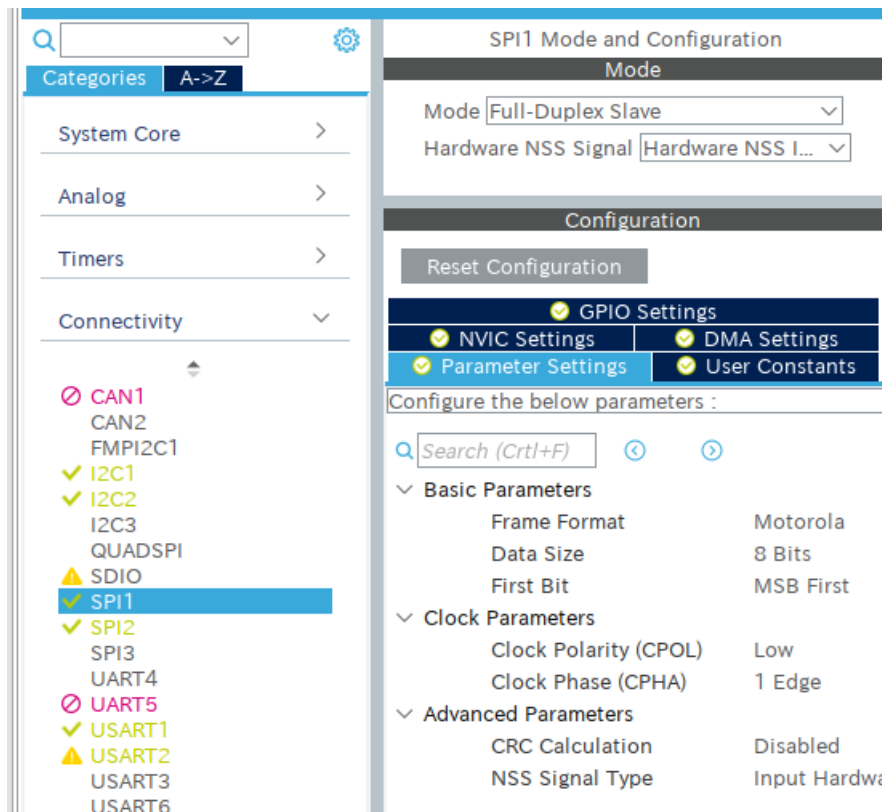 Categories A->Z
System Core
Analog
Timers
Connectivity
CAN1
CAN2
FMPI2C1
I2C1
I2C2
I2C3
QUADSPI
SDIO
SPI1
SPI2
SPI3
UART4
UART5
USART1
USART2
USART3
USART6
SPI1 Mode and Configuration
Mode
Mode Full-Duplex Slave
Hardware NSS Signal Hardware NSS I...
Configuration
Reset Configuration
GPIO Settings
NVIC Settings DMA Settings
Parameter Settings User Constants
Configure the below parameters :
Search (Crtl+F)
Basic Parameters
Frame Format Motorola
Data Size 8 Bits
First Bit MSB First
Clock Parameters
Clock Polarity (CPOL) Low
Clock Phase (CPHA) 1 Edge
Advanced Parameters
CRC Calculation Disabled
NSS Signal Type Input Hardwa